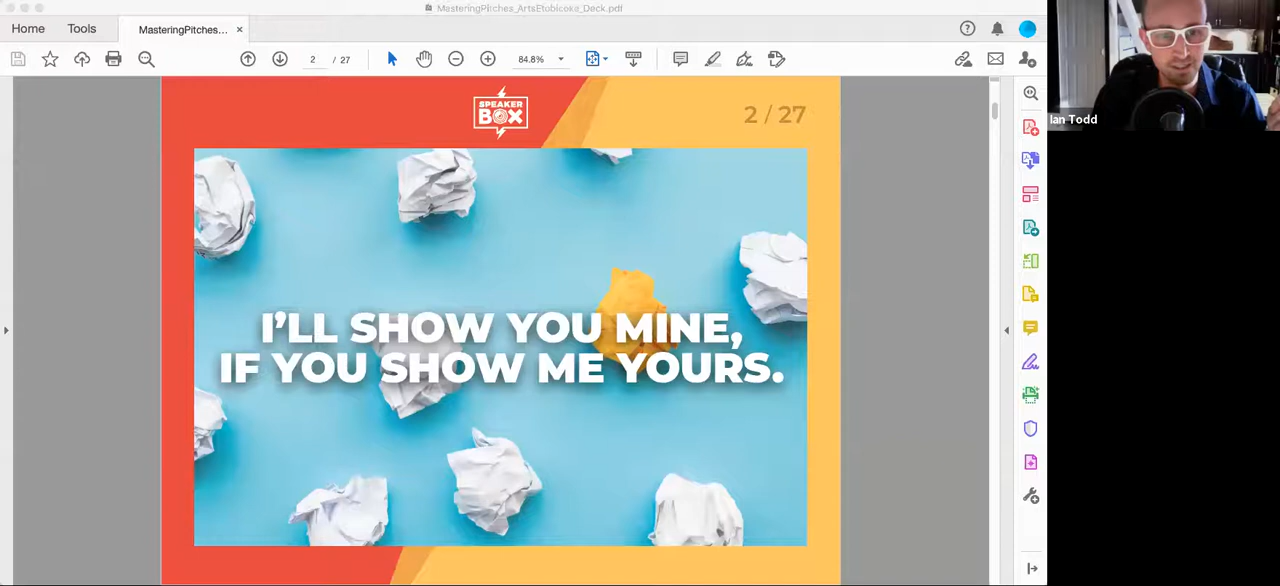 MasteringPitches_ArtsEtobicoke_Deck.pdf
Home
Tools
MasteringPitches...
2 / 27
84.8%
Ian Todd
SPEAKER
BOX
2 / 27
I'LL SHOW YOU MINE,
IF YOU SHOW ME YOURS.